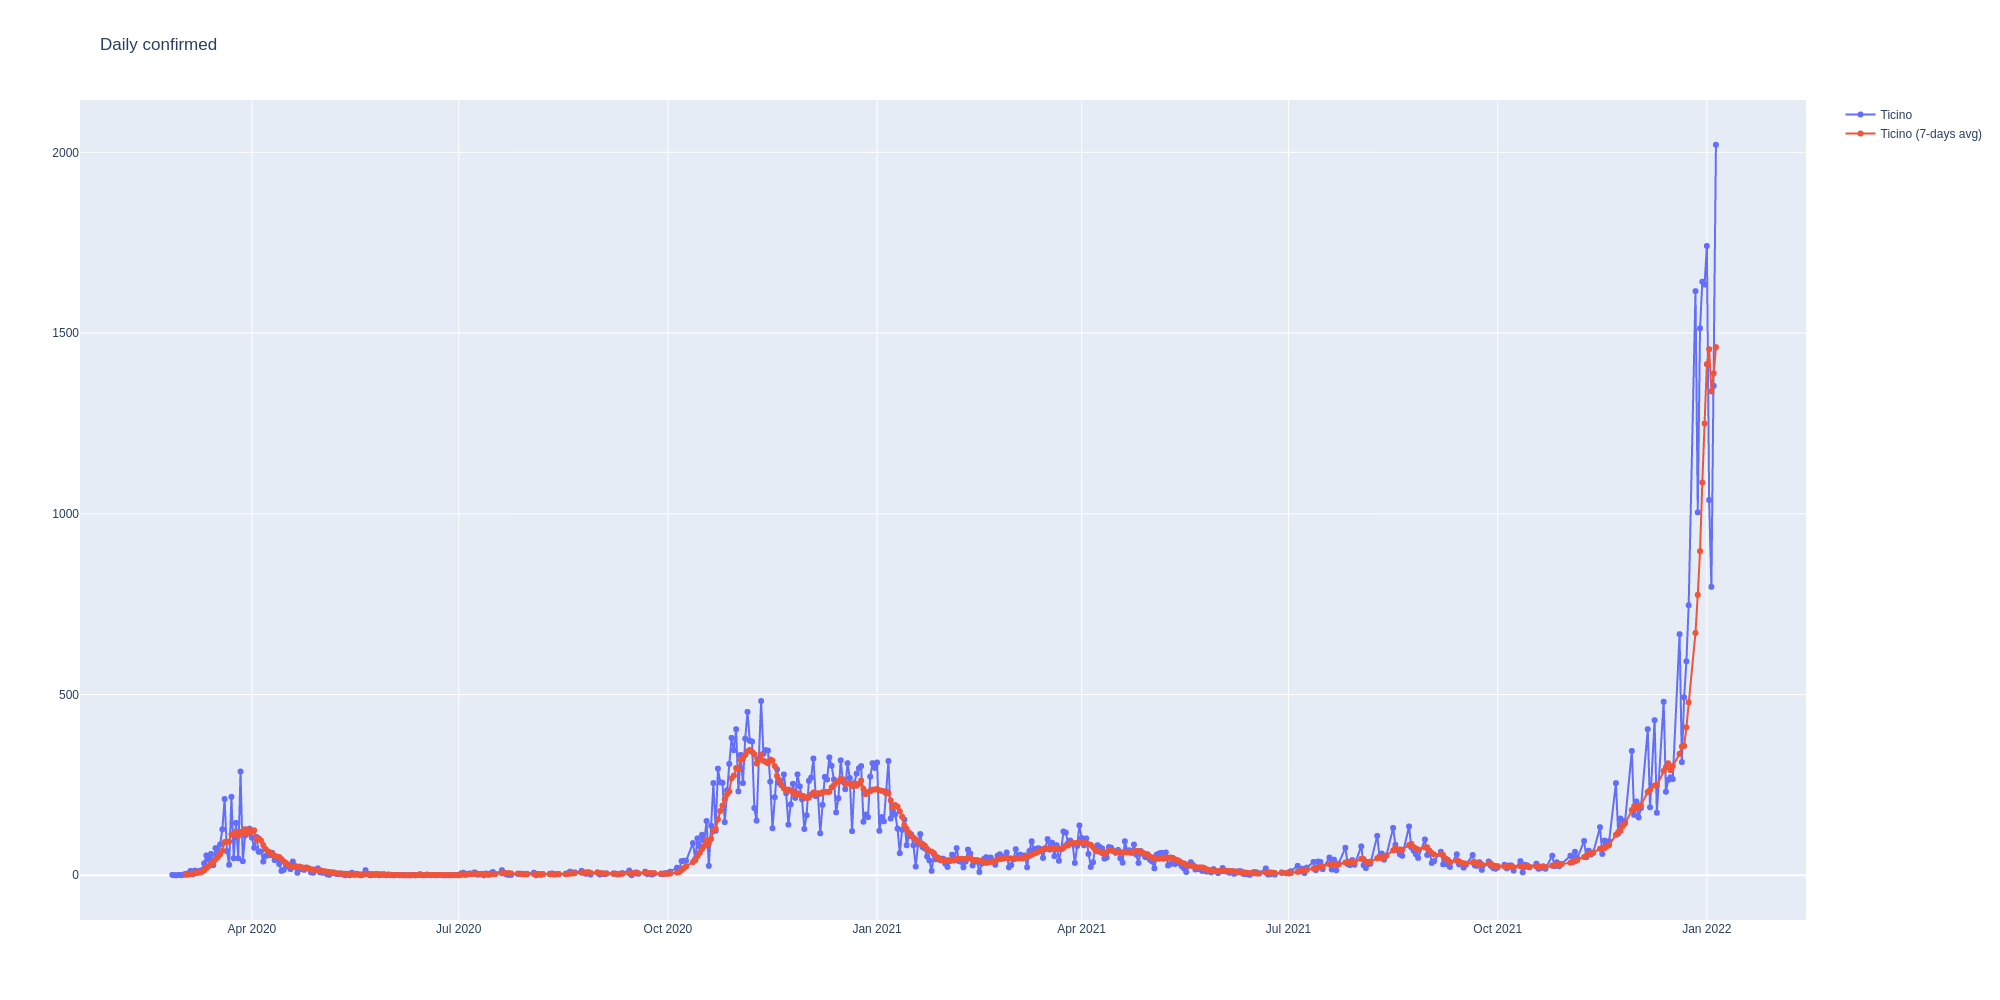 Daily confirmed
Ticino
Ticino (7-days avg)
2000
1500
1000
500
0
Apr 2020
Jul 2020
Oct 2020
Jan 2021
Apr 2021
Jul 2021
Oct 2021
Jan 2022